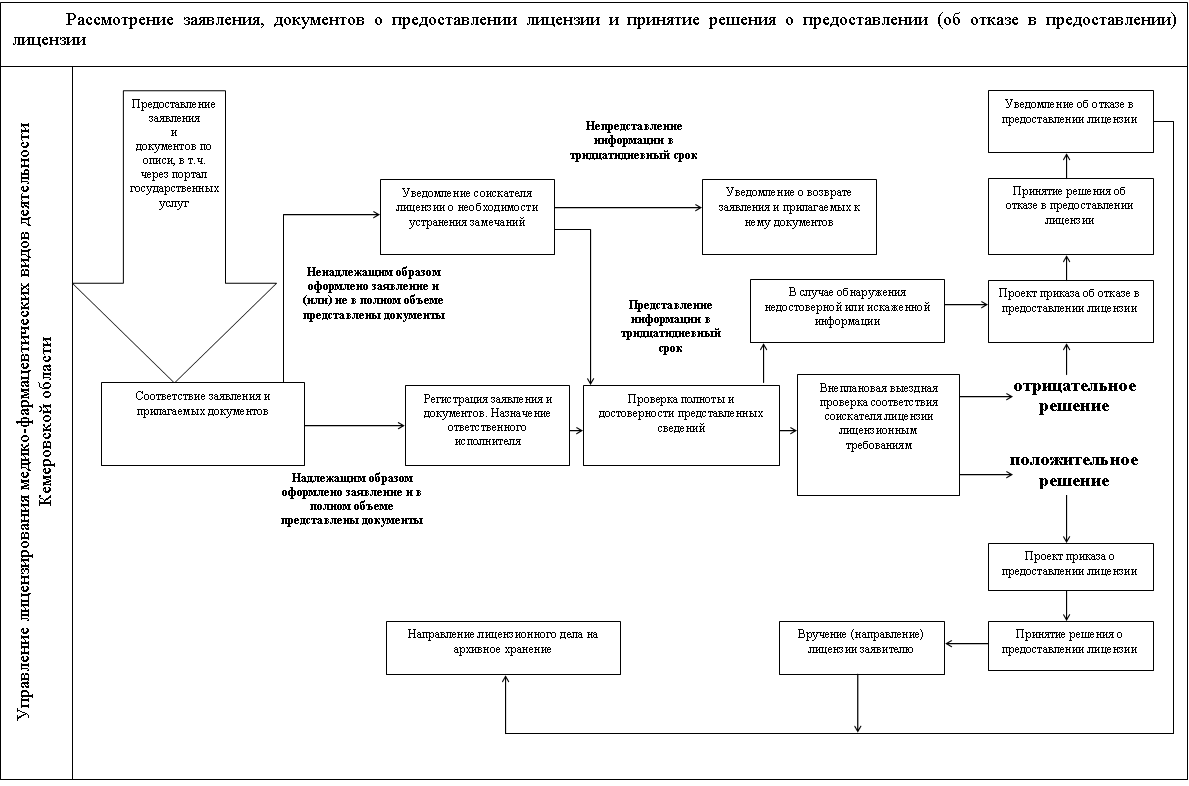 Рассмотрение заявления, документов о предоставлении лицензии и принятие решения о предоставлении (об отказе в предоставлении)
лицензии
Управление лицензирования медико-фармацевтических видов деятельности
Кемеровской области
Предоставление
заявления
и
документов по
описи, в т.ч.
через портал
государственных
услуг
Непредставление
информации в
тридцатидневный срок
Уведомление об отказе в
предоставлении лицензии
Уведомление соискателя
лицензии о необходимости
устранения замечаний
Уведомление о возврате
заявления и прилагаемых к
нему документов
Принятие решения об
отказе в предоставлении
лицензии
Ненадлежащим образом
оформлено заявление и
(или) не в полном объеме
представлены документы
Представление
информации в
тридцатидневный
срок
В случае обнаружения
недостоверной или искаженной
информации
Проект приказа об отказе в
предоставлении лицензии
Соответствие заявления и
прилагаемых документов
Регистрация заявления и
документов. Назначение
ответственного
исполнителя
Проверка полноты и
достоверности представленных
сведений
Внеплановая выездная
проверка соответствия
соискателя лицензии
лицензионным
требованиям
отрицательное
решение
положительное
решение
Надлежащим образом
оформлено заявление и в
полном объеме
представлены документы
Проект приказа о
предоставлении лицензии
Направление лицензионного дела на
архивное хранение
Вручение (направление)
лицензии заявителю
Принятие решения о
предоставлении лицензии